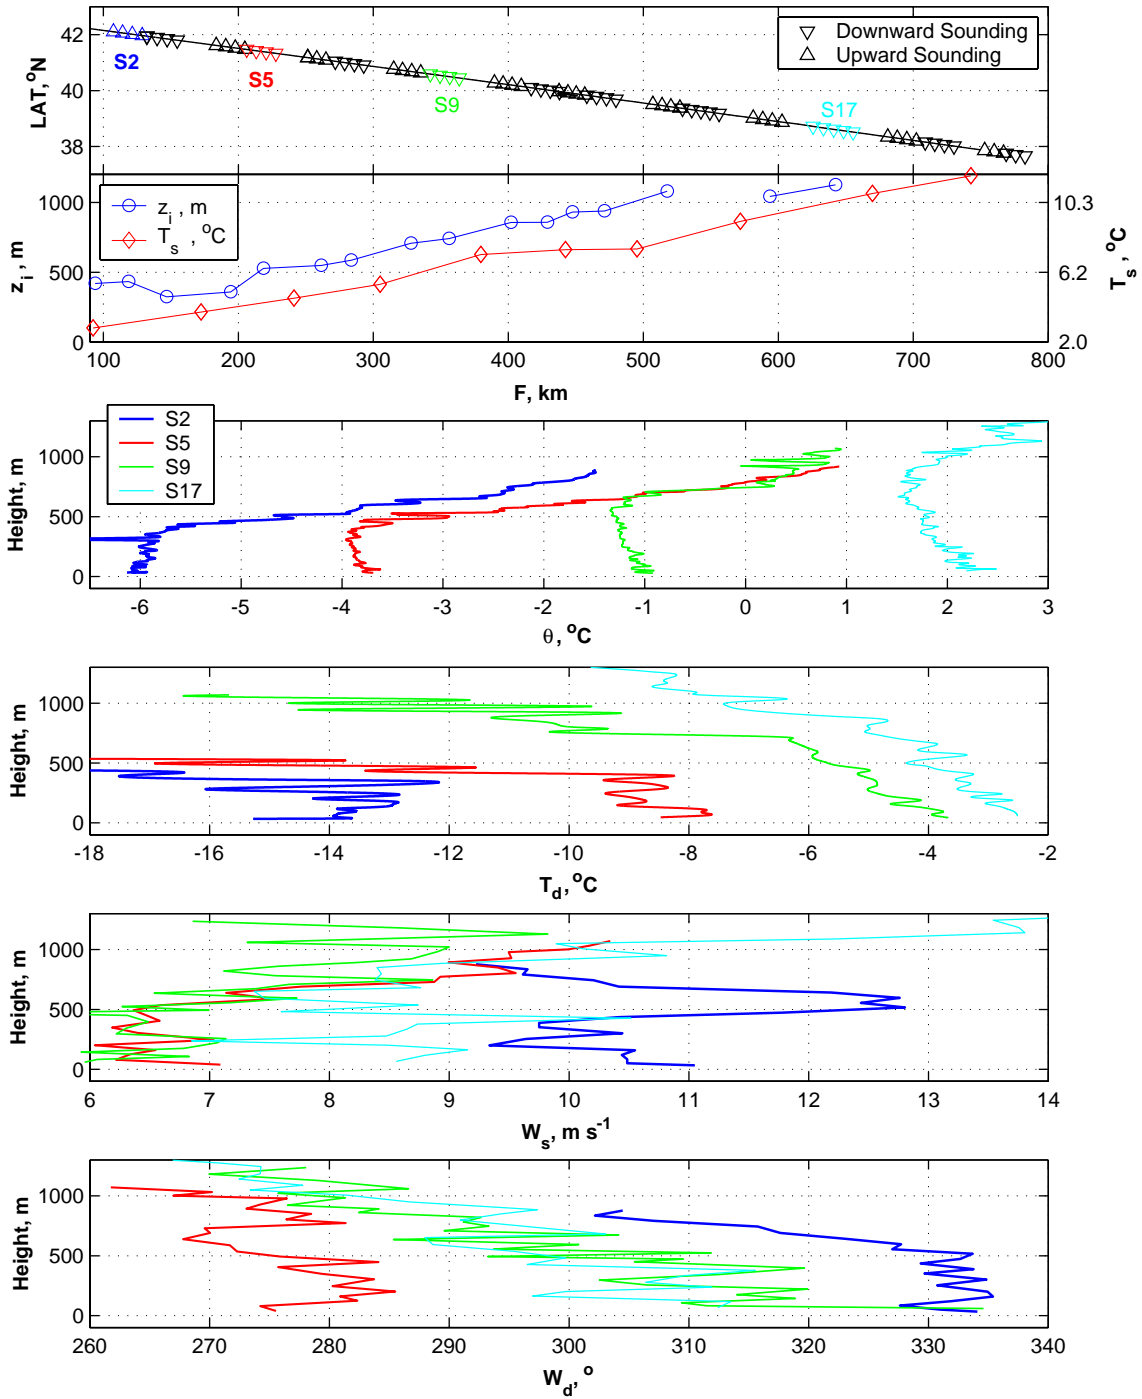 42
40
38
LAT,°N
S2
S5
S9
S17
Downward Sounding
Upward Sounding
1000
500
0
z_i , m
z_i , m
T_s , °C
10.3
6.2
2.0
T_s , °C
100 200 300 400 500 600 700 800
F, km
S2
S5
S9
S17
1000
500
0
Height, m
-6 -5 -4 -3 -2 -1 0 1 2 3
θ, °C
1000
500
0
Height, m
-18 -16 -14 -12 -10 -8 -6 -4 -2
T_d, °C
1000
500
0
Height, m
6 7 8 9 10 11 12 13 14
W_s, m s⁻¹
1000
500
0
Height, m
260 270 280 290 300 310 320 330 340
W_d, °